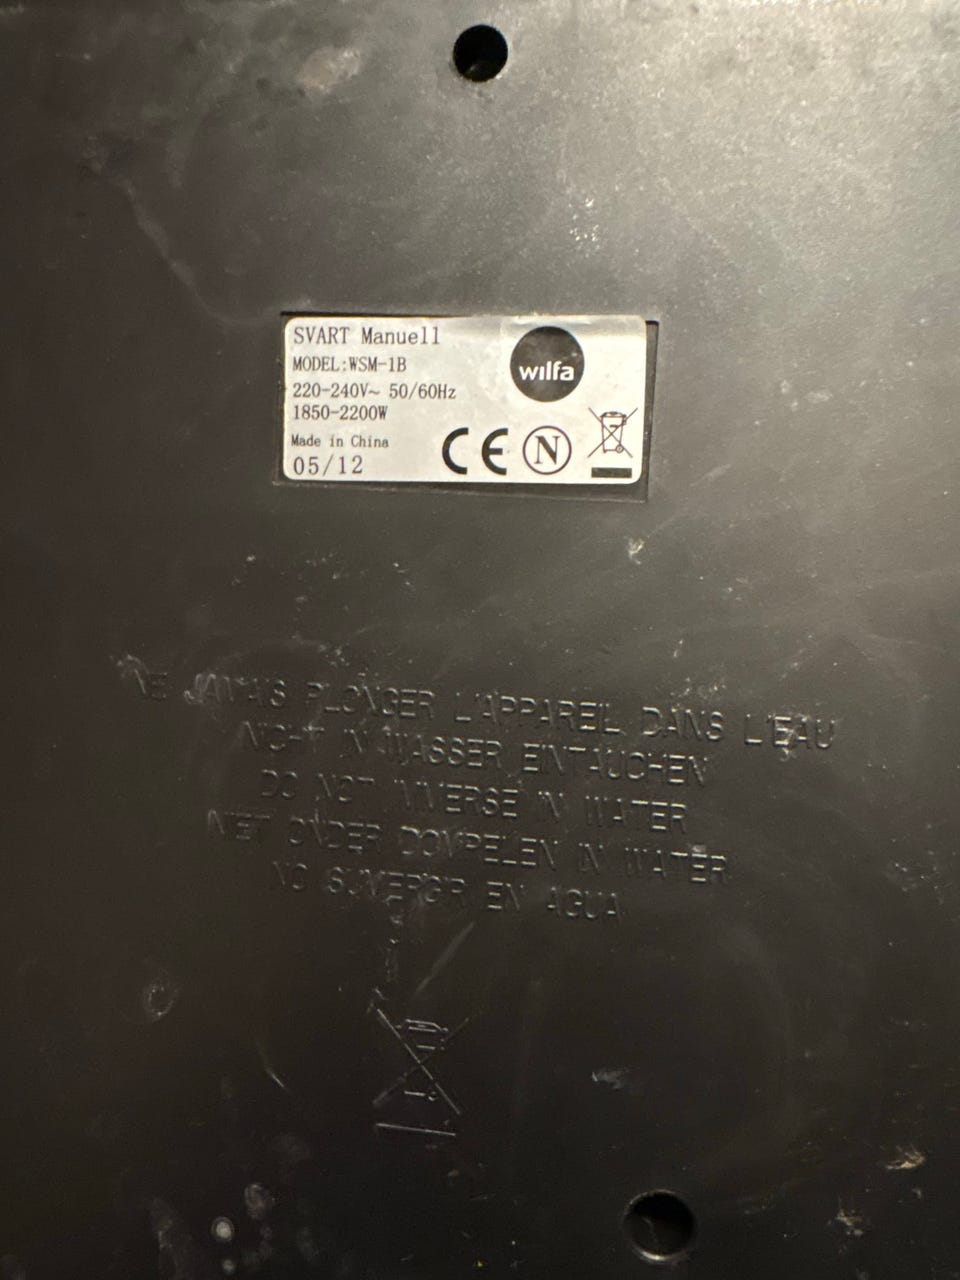 SVART Manuell
MODEL:WSM-1B
220-240V~ 50/60Hz
1850-2200W
Made in China
05/12
wilfa
CE
N
NE JAMAIS PLONGER L'APPAREIL DANS L'EAU
NICHT IN WASSER EINTAUCHEN
DO NOT IMMERSE IN WATER
NIET ONDER DOMPELEN IN WATER
NO SUMERGIR EN AGUA